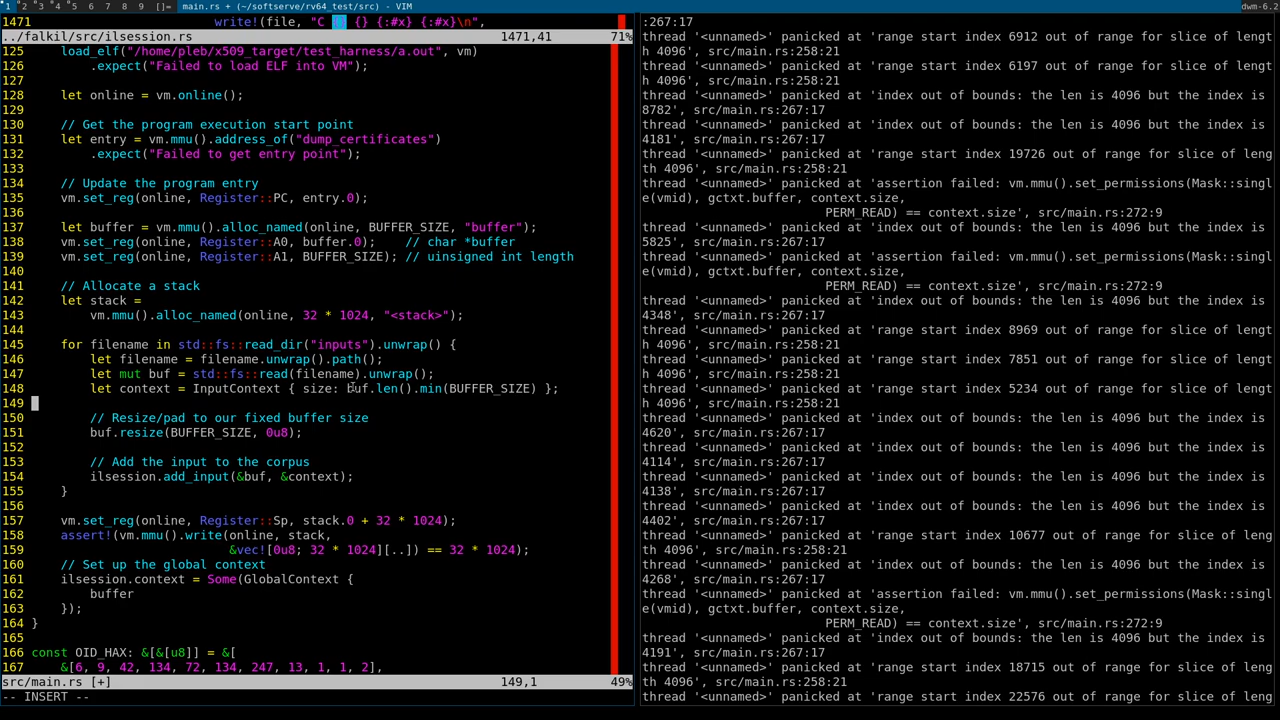 1 2 3 4 5 6 7 8 9 []= main.rs + (~/softserve/rv64_test/src) - VIM dwm-6.2
1471 write!(file, "C {} {} {:#x} {:#x}\n",
../falkil/src/ilsession.rs 1471,41 71%
125 load_elf("/home/pleb/x509_target/test_harness/a.out", vm)
126 .expect("Failed to load ELF into VM");
127
128 let online = vm.online();
129
130 // Get the program execution start point
131 let entry = vm.mmu().address_of("dump_certificates")
132 .expect("Failed to get entry point");
133
134 // Update the program entry
135 vm.set_reg(online, Register::PC, entry.0);
136
137 let buffer = vm.mmu().alloc_named(online, BUFFER_SIZE, "buffer");
138 vm.set_reg(online, Register::A0, buffer.0); // char *buffer
139 vm.set_reg(online, Register::A1, BUFFER_SIZE); // uinsigned int length
140
141 // Allocate a stack
142 let stack =
143 vm.mmu().alloc_named(online, 32 * 1024, "<stack>");
144
145 for filename in std::fs::read_dir("inputs").unwrap() {
146 let filename = filename.unwrap().path();
147 let mut buf = std::fs::read(filename).unwrap();
148 let context = InputContext { size: buf.len().min(BUFFER_SIZE) };
149
150 // Resize/pad to our fixed buffer size
151 buf.resize(BUFFER_SIZE, 0u8);
152
153 // Add the input to the corpus
154 ilsession.add_input(&buf, &context);
155 }
156
157 vm.set_reg(online, Register::Sp, stack.0 + 32 * 1024);
158 assert!(vm.mmu().write(online, stack,
159 &vec![0u8; 32 * 1024][..]) == 32 * 1024);
160 // Set up the global context
161 ilsession.context = Some(GlobalContext {
162 buffer
163 });
164 }
165
166 const OID_HAX: &[&[u8]] = &[
167 &[6, 9, 42, 134, 72, 134, 247, 13, 1, 1, 2],
src/main.rs [+] 149,1 49%
-- INSERT --
:267:17
thread '<unnamed>' panicked at 'range start index 6912 out of range for slice of lengt
h 4096', src/main.rs:258:21
thread '<unnamed>' panicked at 'range start index 6197 out of range for slice of lengt
h 4096', src/main.rs:258:21
thread '<unnamed>' panicked at 'index out of bounds: the len is 4096 but the index is
8782', src/main.rs:267:17
thread '<unnamed>' panicked at 'index out of bounds: the len is 4096 but the index is
4181', src/main.rs:267:17
thread '<unnamed>' panicked at 'range start index 19726 out of range for slice of leng
th 4096', src/main.rs:258:21
thread '<unnamed>' panicked at 'assertion failed: vm.mmu().set_permissions(Mask::singl
e(vmid), gctxt.buffer, context.size,
PERM_READ) == context.size', src/main.rs:272:9
thread '<unnamed>' panicked at 'index out of bounds: the len is 4096 but the index is
5825', src/main.rs:267:17
thread '<unnamed>' panicked at 'assertion failed: vm.mmu().set_permissions(Mask::singl
e(vmid), gctxt.buffer, context.size,
PERM_READ) == context.size', src/main.rs:272:9
thread '<unnamed>' panicked at 'index out of bounds: the len is 4096 but the index is
4348', src/main.rs:267:17
thread '<unnamed>' panicked at 'range start index 8969 out of range for slice of lengt
h 4096', src/main.rs:258:21
thread '<unnamed>' panicked at 'range start index 7851 out of range for slice of lengt
h 4096', src/main.rs:258:21
thread '<unnamed>' panicked at 'range start index 5234 out of range for slice of lengt
h 4096', src/main.rs:258:21
thread '<unnamed>' panicked at 'index out of bounds: the len is 4096 but the index is
4620', src/main.rs:267:17
thread '<unnamed>' panicked at 'index out of bounds: the len is 4096 but the index is
4114', src/main.rs:267:17
thread '<unnamed>' panicked at 'index out of bounds: the len is 4096 but the index is
4138', src/main.rs:267:17
thread '<unnamed>' panicked at 'index out of bounds: the len is 4096 but the index is
4402', src/main.rs:267:17
thread '<unnamed>' panicked at 'range start index 10677 out of range for slice of leng
th 4096', src/main.rs:258:21
thread '<unnamed>' panicked at 'index out of bounds: the len is 4096 but the index is
4268', src/main.rs:267:17
thread '<unnamed>' panicked at 'assertion failed: vm.mmu().set_permissions(Mask::singl
e(vmid), gctxt.buffer, context.size,
PERM_READ) == context.size', src/main.rs:272:9
thread '<unnamed>' panicked at 'index out of bounds: the len is 4096 but the index is
4191', src/main.rs:267:17
thread '<unnamed>' panicked at 'range start index 18715 out of range for slice of leng
th 4096', src/main.rs:258:21
thread '<unnamed>' panicked at 'range start index 22576 out of range for slice of leng